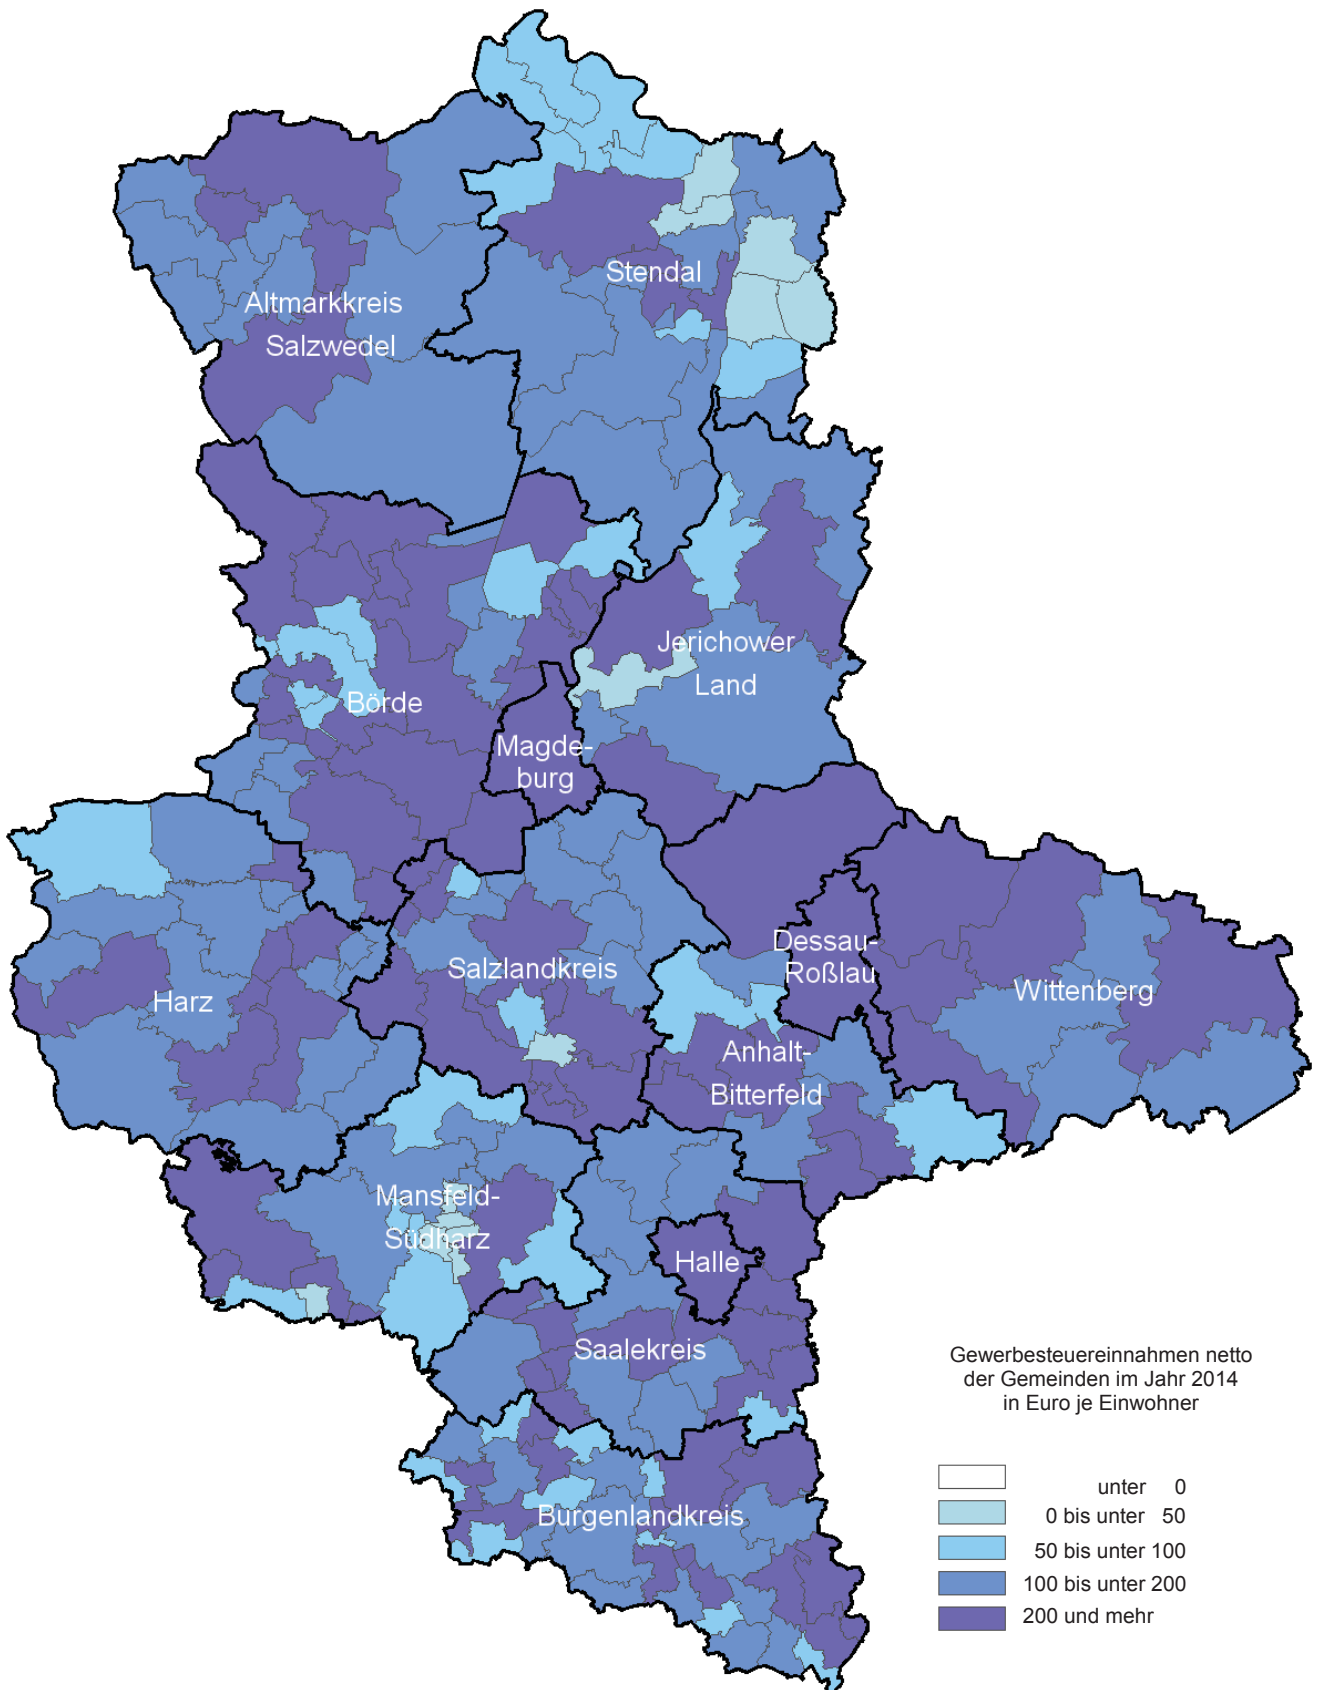 Stendal
Altmarkkreis
Salzwedel
Jerichower
Land
Börde
Magde-
burg
Dessau-
Roßlau
Salzlandkreis
Harz
Wittenberg
Anhalt-
Bitterfeld
Mansfeld-
Südharz
Halle
Saalekreis
Burgenlandkreis
Gewerbesteuereinnahmen netto
der Gemeinden im Jahr 2014
in Euro je Einwohner
unter 0
0 bis unter 50
50 bis unter 100
100 bis unter 200
200 und mehr